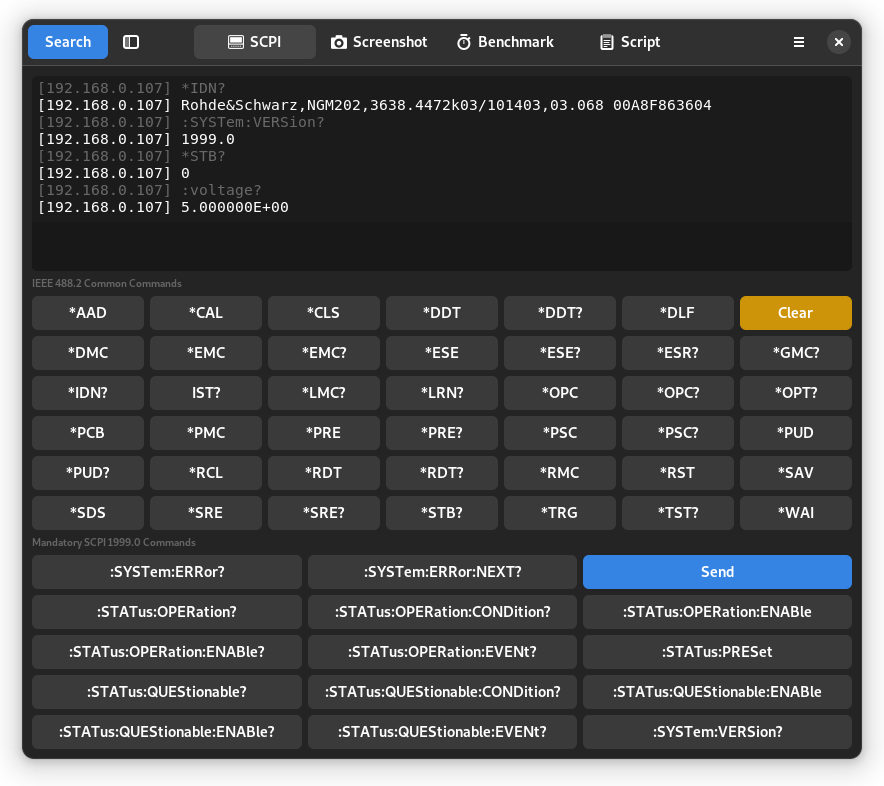 Search SCPI Screenshot Benchmark Script
[192.168.0.107] *IDN?
[192.168.0.107] Rohde&Schwarz,NGM202,3638.4472k03/101403,03.068 00A8F863604
[192.168.0.107] :SYSTem:VERSion?
[192.168.0.107] 1999.0
[192.168.0.107] *STB?
[192.168.0.107] 0
[192.168.0.107] :voltage?
[192.168.0.107] 5.000000E+00
IEEE 488.2 Common Commands
*AAD *CAL *CLS *DDT *DDT? *DLF Clear
*DMC *EMC *EMC? *ESE *ESE? *ESR? *GMC?
*IDN? IST? *LMC? *LRN? *OPC *OPC? *OPT?
*PCB *PMC *PRE *PRE? *PSC *PSC? *PUD
*PUD? *RCL *RDT *RDT? *RMC *RST *SAV
*SDS *SRE *SRE? *STB? *TRG *TST? *WAI
Mandatory SCPI 1999.0 Commands
:SYSTem:ERRor? :SYSTem:ERRor:NEXT? Send
:STATus:OPERation? :STATus:OPERation:CONDition? :STATus:OPERation:ENABle
:STATus:OPERation:ENABle? :STATus:OPERation:EVENt? :STATus:PRESet
:STATus:QUEStionable? :STATus:QUEStionable:CONDition? :STATus:QUEStionable:ENABle
:STATus:QUEStionable:ENABle? :STATus:QUEStionable:EVENt? :SYSTem:VERSion?